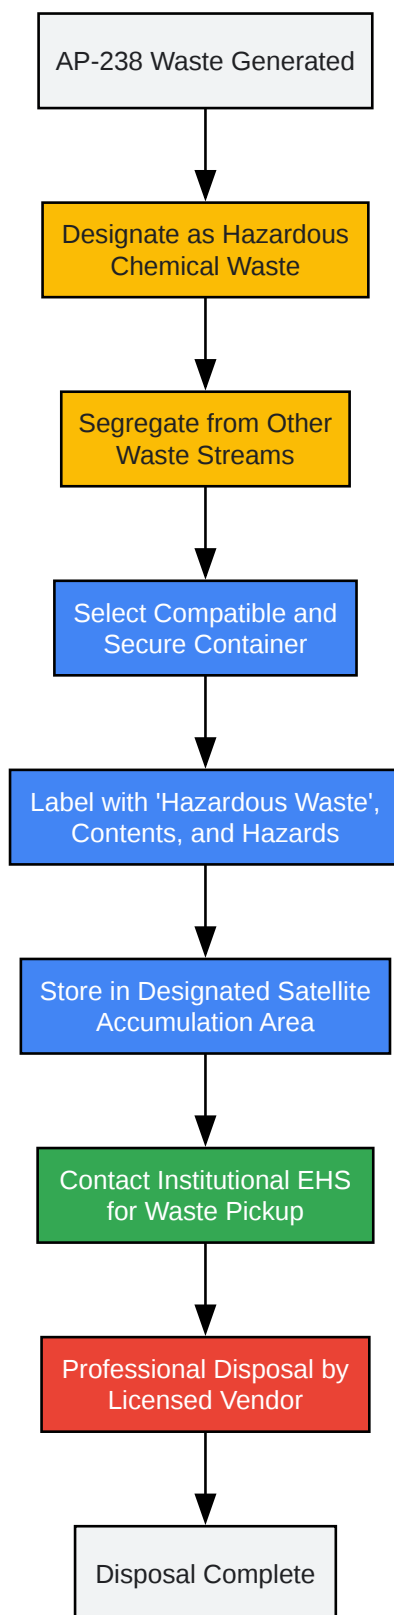 AP-238 Waste Generated
Designate as Hazardous
Chemical Waste
Segregate from Other
Waste Streams
Select Compatible and
Secure Container
Label with 'Hazardous Waste',
Contents, and Hazards
Store in Designated Satellite
Accumulation Area
Contact Institutional EHS
for Waste Pickup
Professional Disposal by
Licensed Vendor
Disposal Complete